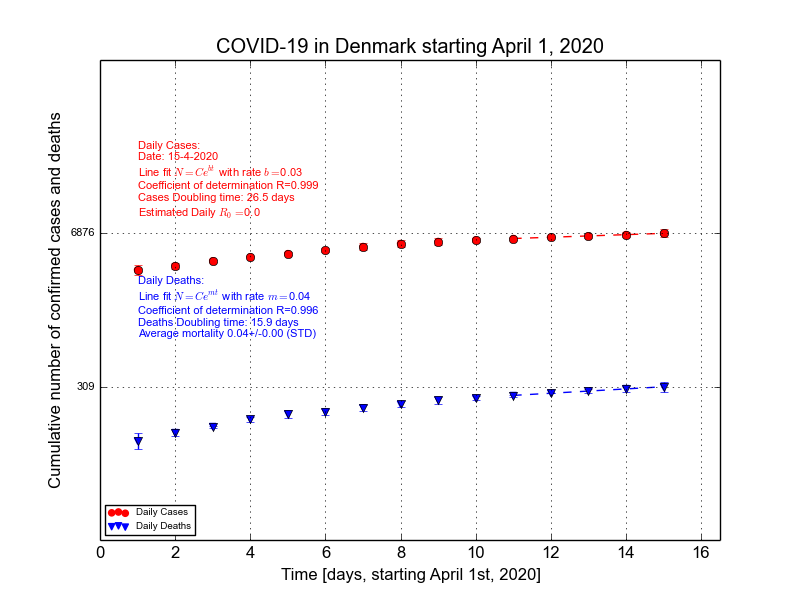 COVID-19 in Denmark starting April 1, 2020
Cumulative number of confirmed cases and deaths
Daily Cases:
Date: 15-4-2020
Line fit N=Ce^{bt} with rate b=0.03
Coefficient of determination R=0.999
Cases Doubling time: 26.5 days
Estimated Daily R_0=0.0
6876
Daily Deaths:
Line fit N=Ce^{mt} with rate m=0.04
Coefficient of determination R=0.996
Deaths Doubling time: 15.9 days
Average mortality 0.04+/-0.00 (STD)
309
Daily Cases
Daily Deaths
0 2 4 6 8 10 12 14 16
Time [days, starting April 1st, 2020]